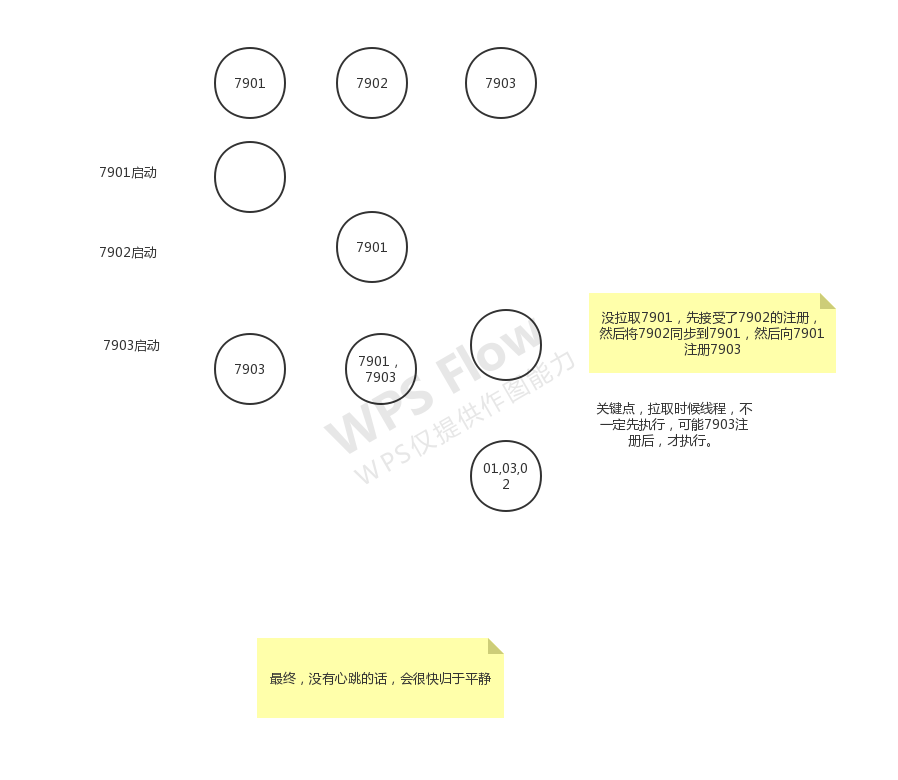 7901
7902
7903
7901启动
7902启动
7901
7903启动
7903
7901，
7903
没拉取7901，先接受了7902的注册，
然后将7902同步到7901，然后向7901
注册7903
关键点，拉取时候线程，不
一定先执行，可能7903注
册后，才执行。
01,03,0
2
WPS Flow
WPS仅提供作图能力
最终，没有心跳的话，会很快归于平静